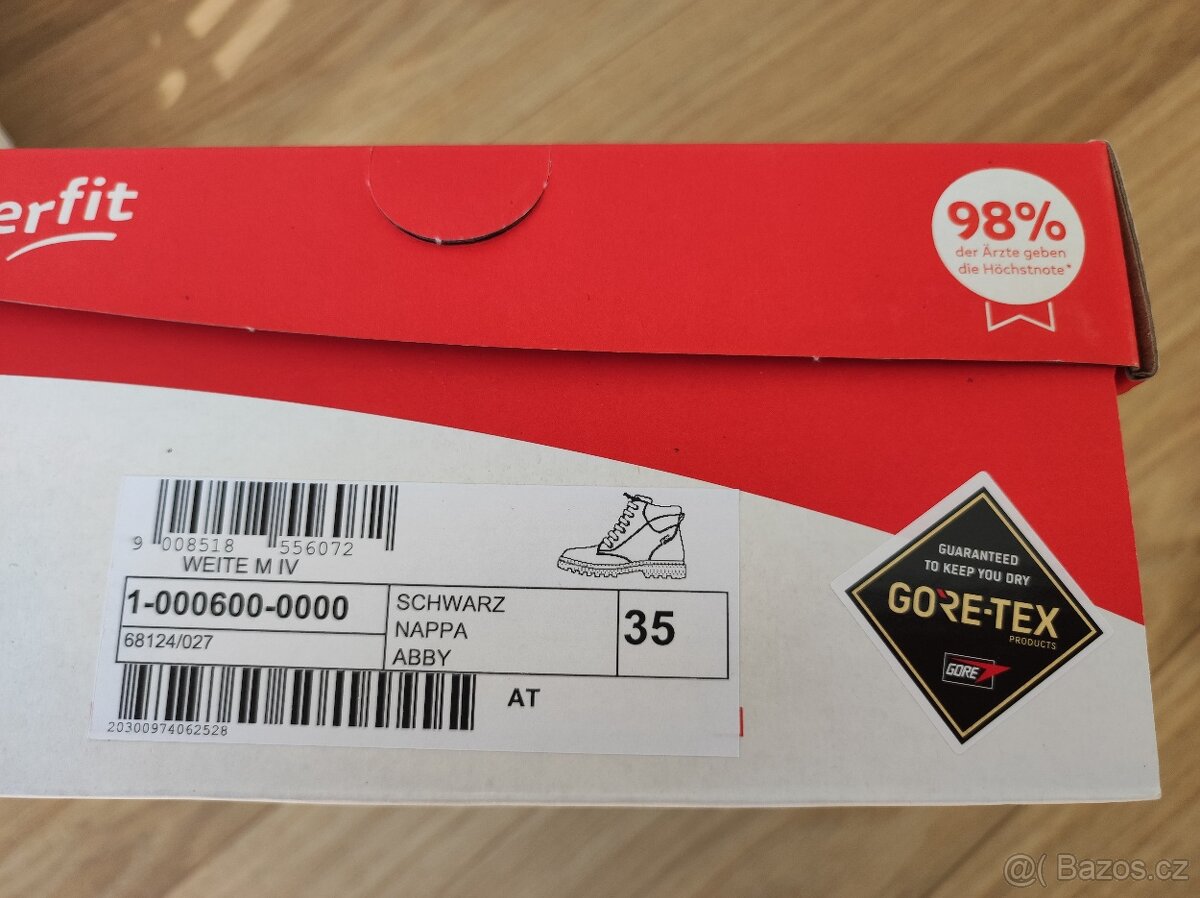 erfit
98%
der Ärzte geben
die Höchstnote*
9 008518 556072
WEITE M IV
1-000600-0000
68124/027
SCHWARZ
NAPPA
ABBY
35
AT
20300974062528
GUARANTEED
TO KEEP YOU DRY
GORE-TEX
PRODUCTS
GORE
@( Bazos.cz